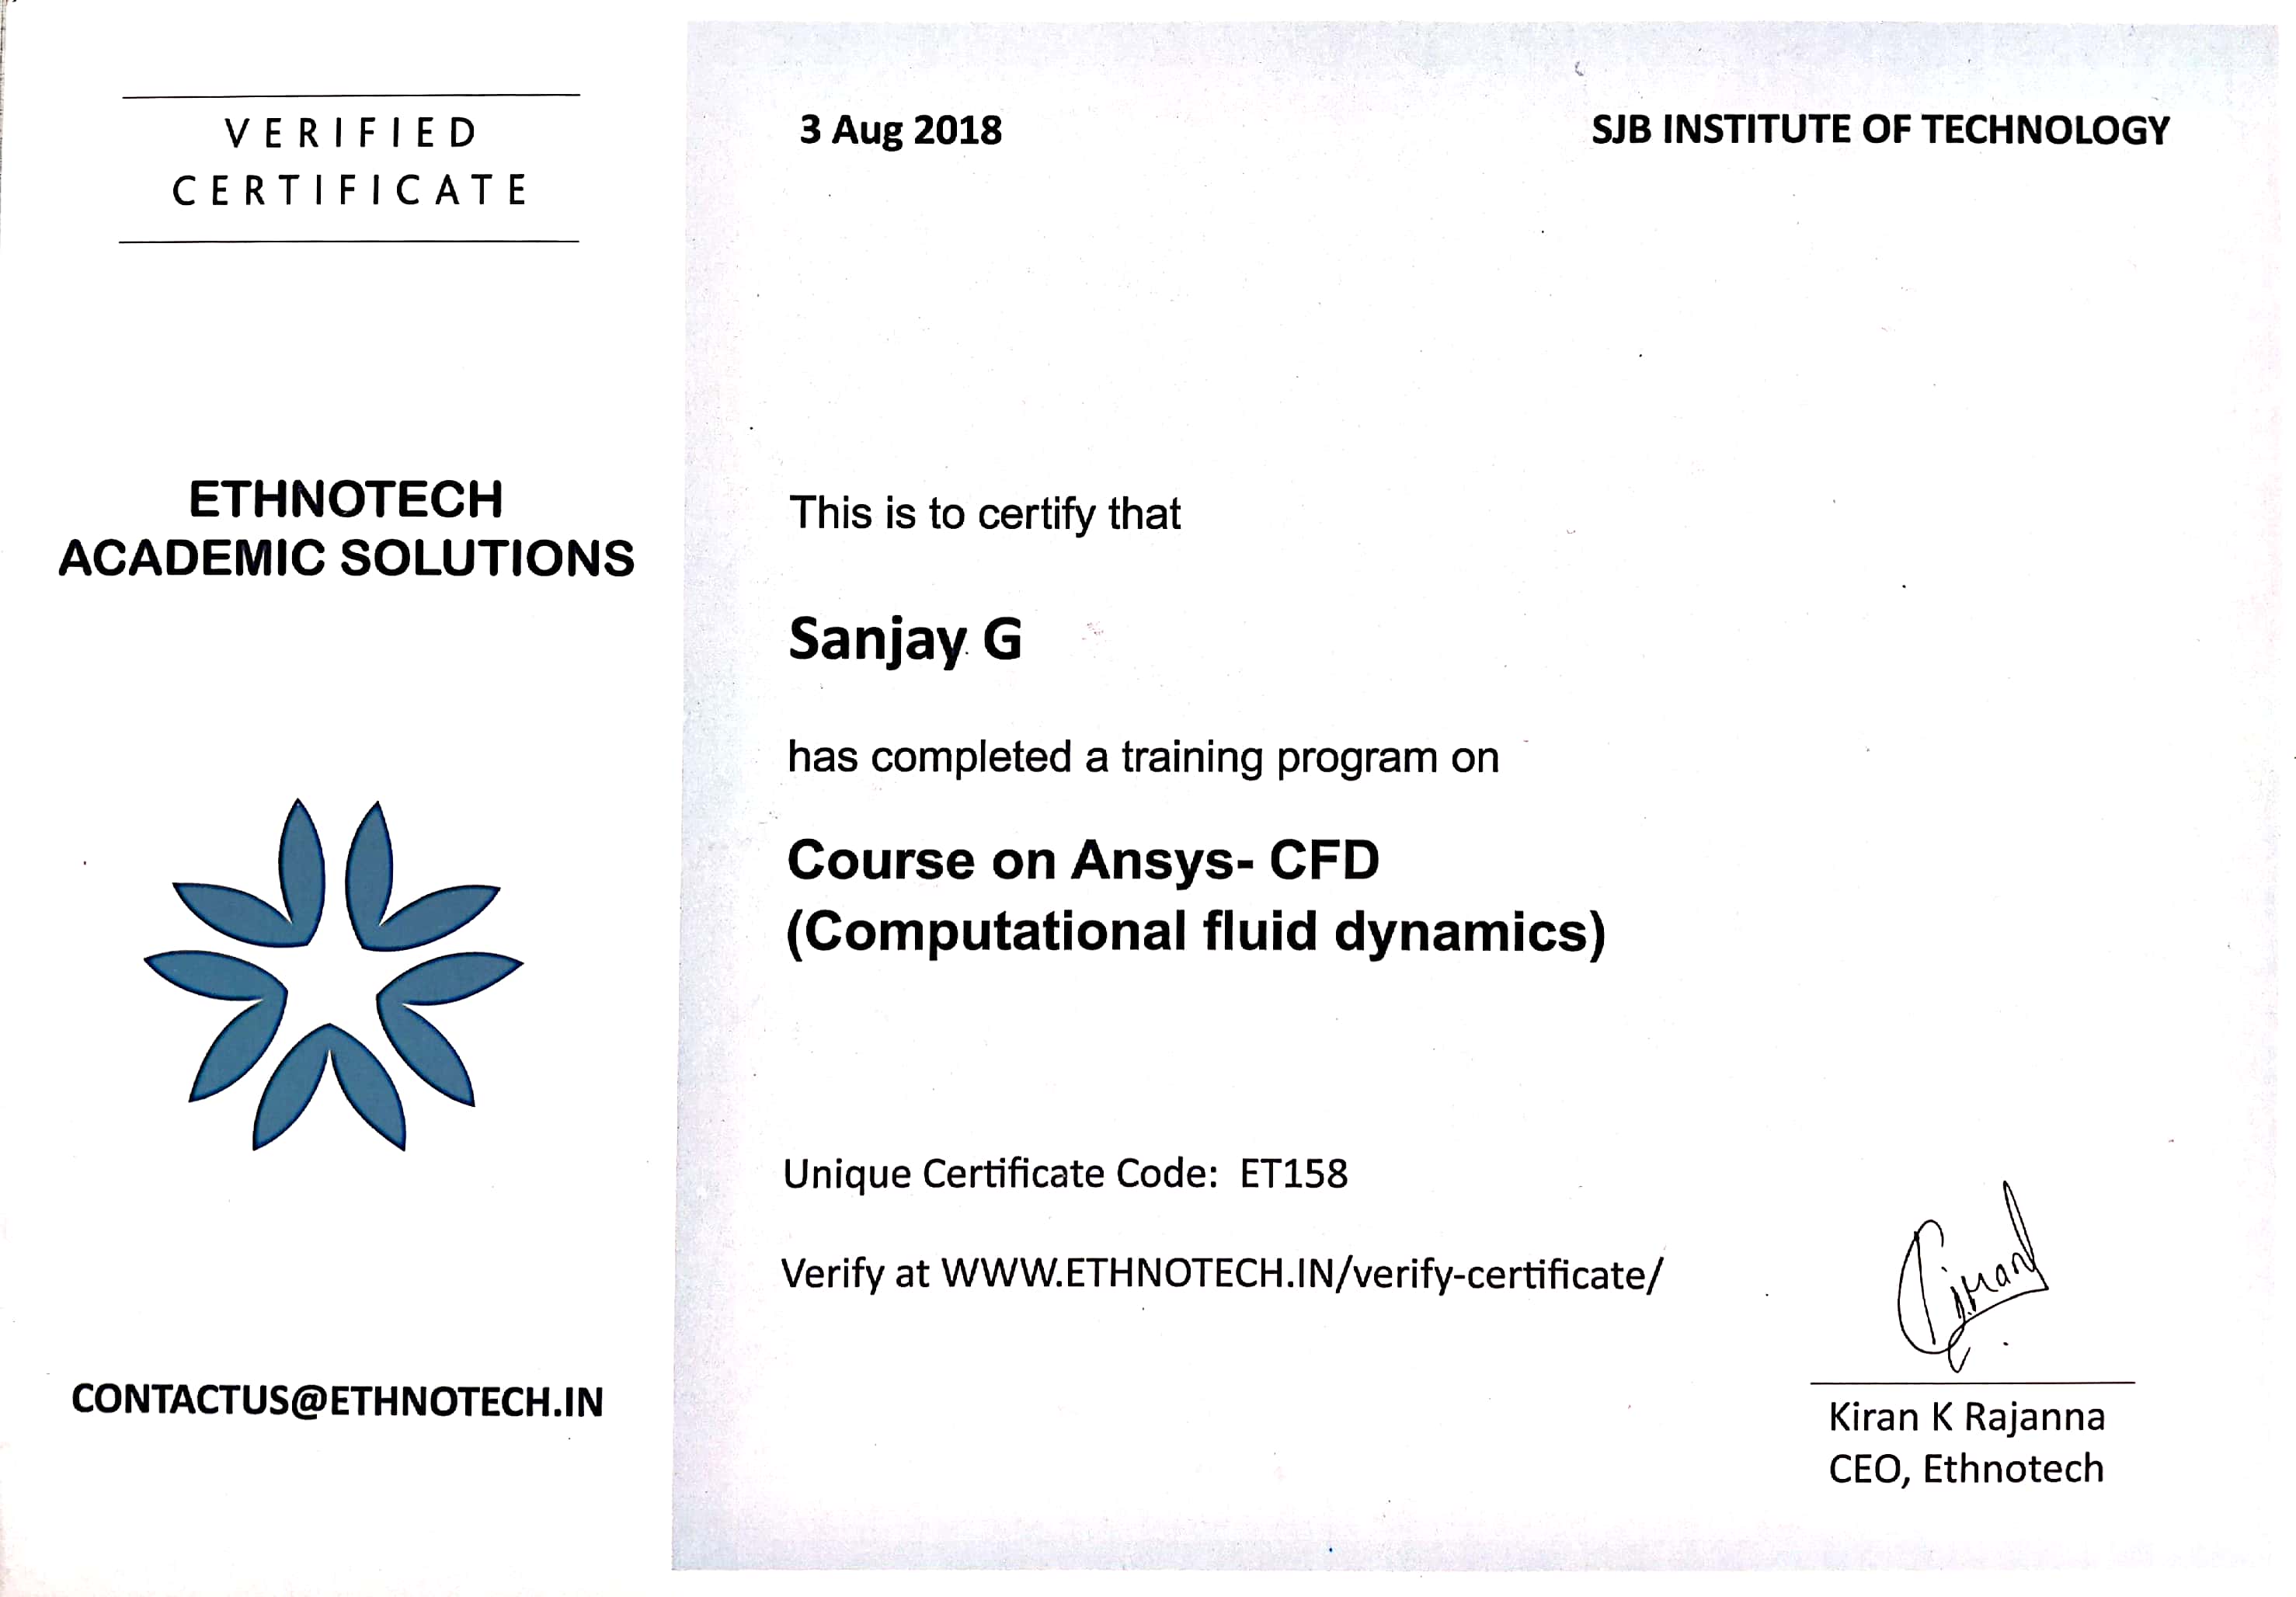 VERIFIED
CERTIFICATE
ETHNOTECH
ACADEMIC SOLUTIONS
CONTACTUS@ETHNOTECH.IN
3 Aug 2018
SJB INSTITUTE OF TECHNOLOGY
This is to certify that
Sanjay G
has completed a training program on
Course on Ansys- CFD
(Computational fluid dynamics)
Unique Certificate Code: ET158
Verify at WWW.ETHNOTECH.IN/verify-certificate/
Kiran K Rajanna
CEO, Ethnotech